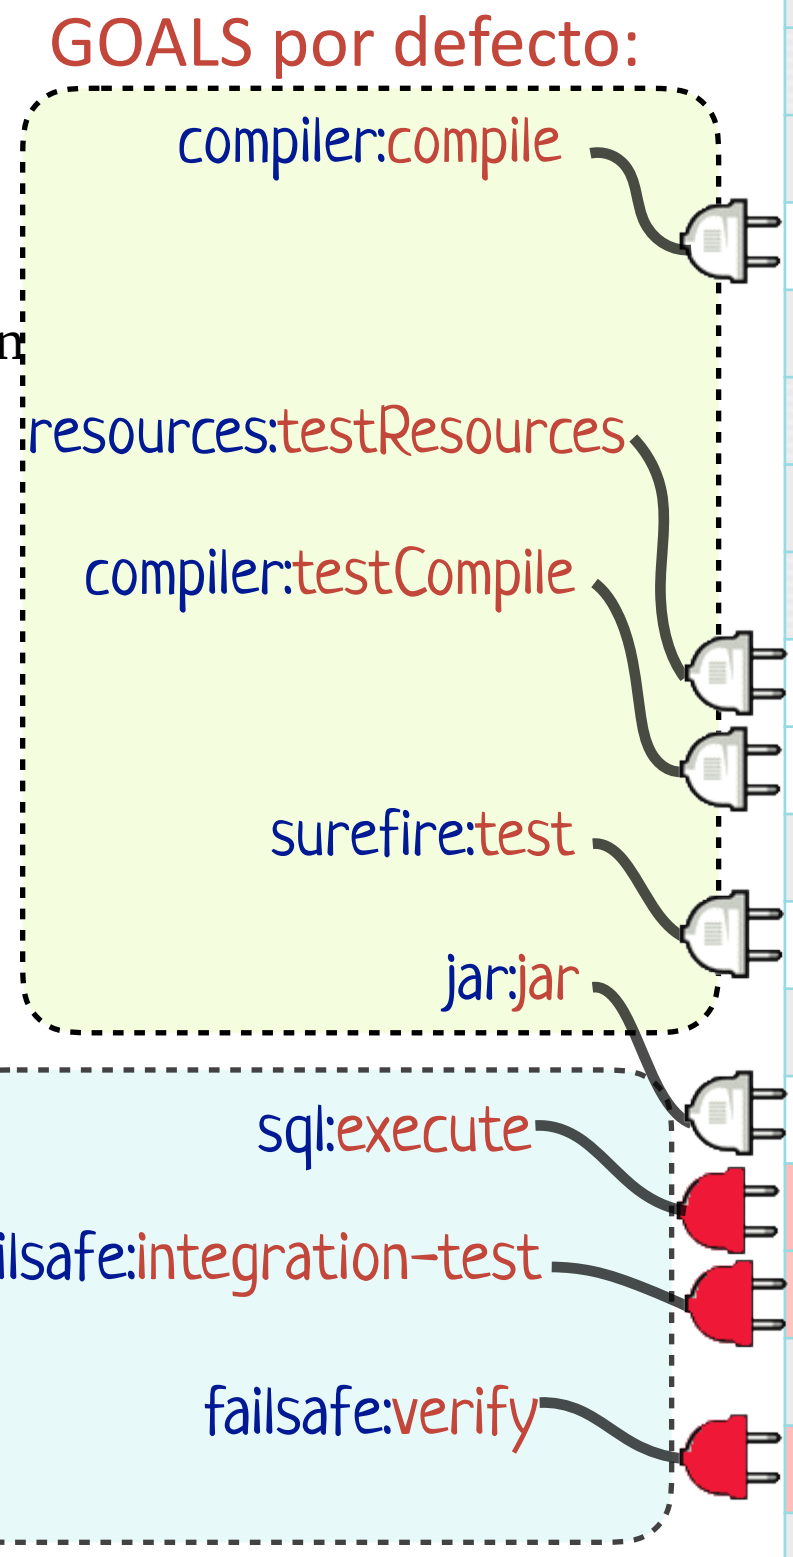 GOALS por defecto:
compiler:compile
n
resources:testResources
compiler:testCompile
surefire:test
jar:jar
sql:execute
ilsafe:integration-test
failsafe:verify